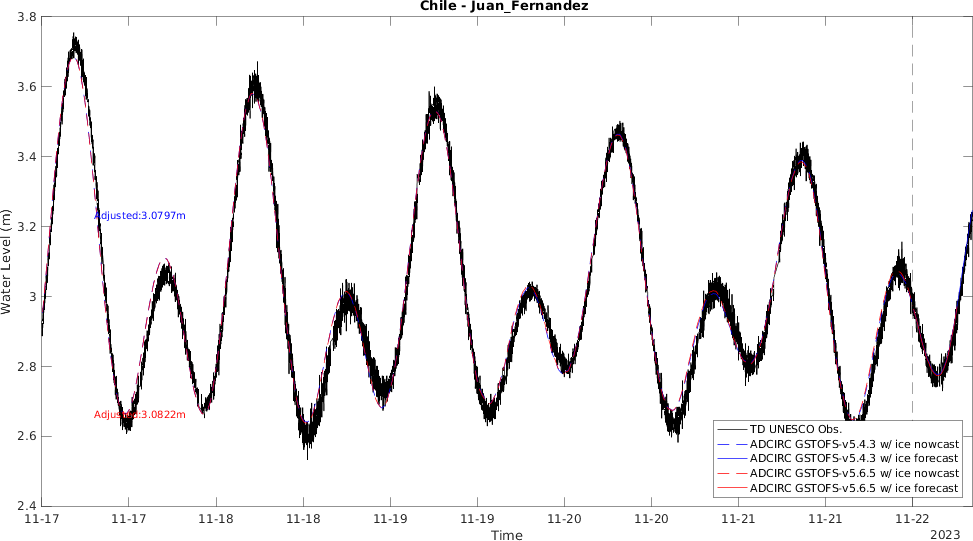 Chile - Juan_Fernandez
3.8
3.6
3.4
3.2
3
2.8
2.6
2.4
Water Level (m)
Adjusted:3.0797m
Adjusted:3.0822m
TD UNESCO Obs.
ADCIRC GSTOFS-v5.4.3 w/ ice nowcast
ADCIRC GSTOFS-v5.4.3 w/ ice forecast
ADCIRC GSTOFS-v5.6.5 w/ ice nowcast
ADCIRC GSTOFS-v5.6.5 w/ ice forecast
11-17 11-17 11-18 11-18 11-19 11-19 11-20 11-20 11-21 11-21 11-22
Time
2023